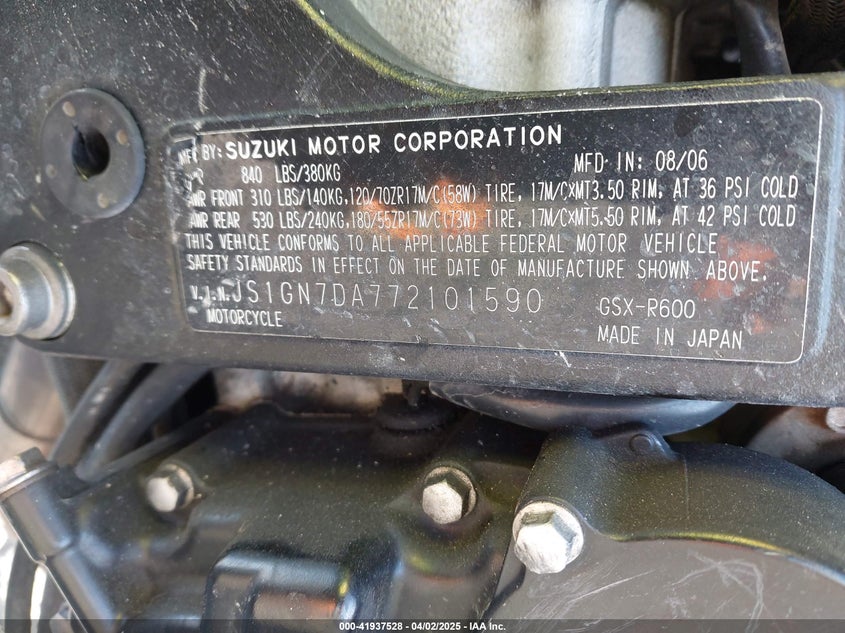 MFG BY: SUZUKI MOTOR CORPORATION
840 LBS/380KG MFD IN: 08/06
FRONT 310 LBS/140KG,120/70ZR17M/C(58W) TIRE, 17M/CXMT3.50 RIM, AT 36 PSI COLD
REAR 530 LBS/240KG,180/55ZR17M/C(73W) TIRE, 17M/CXMT5.50 RIM, AT 42 PSI COLD
THIS VEHICLE CONFORMS TO ALL APPLICABLE FEDERAL MOTOR VEHICLE
SAFETY STANDARDS IN EFFECT ON THE DATE OF MANUFACTURE SHOWN ABOVE.
V.I.N. JS1GN7DA772101590 GSX-R600
MOTORCYCLE MADE IN JAPAN
000-41937528 - 04/02/2025 - IAA Inc.